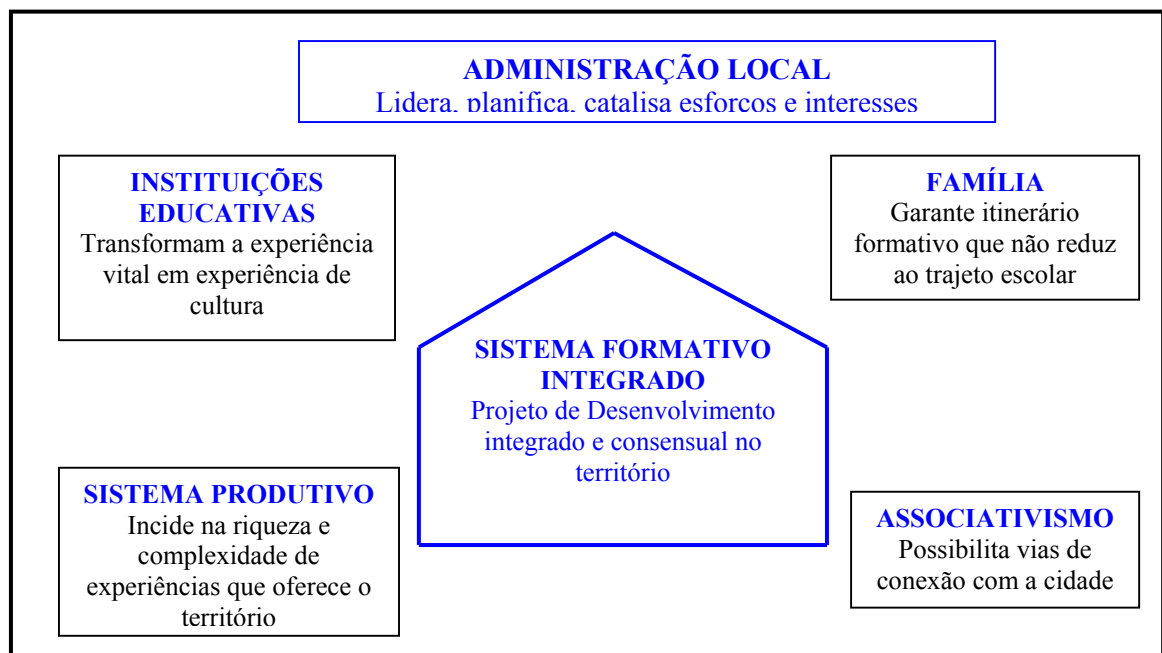 ADMINISTRAÇÃO LOCAL
Lidera, planifica, catalisa esforços e interesses
INSTITUIÇÕES
EDUCATIVAS
Transformam a experiência
vital em experiência de
cultura
FAMÍLIA
Garante itinerário
formativo que não reduz
ao trajeto escolar
SISTEMA FORMATIVO
INTEGRADO
Projeto de Desenvolvimento
integrado e consensual no
território
SISTEMA PRODUTIVO
Incide na riqueza e
complexidade de
experiências que oferece o
território
ASSOCIATIVISMO
Possibilita vias de
conexão com a cidade